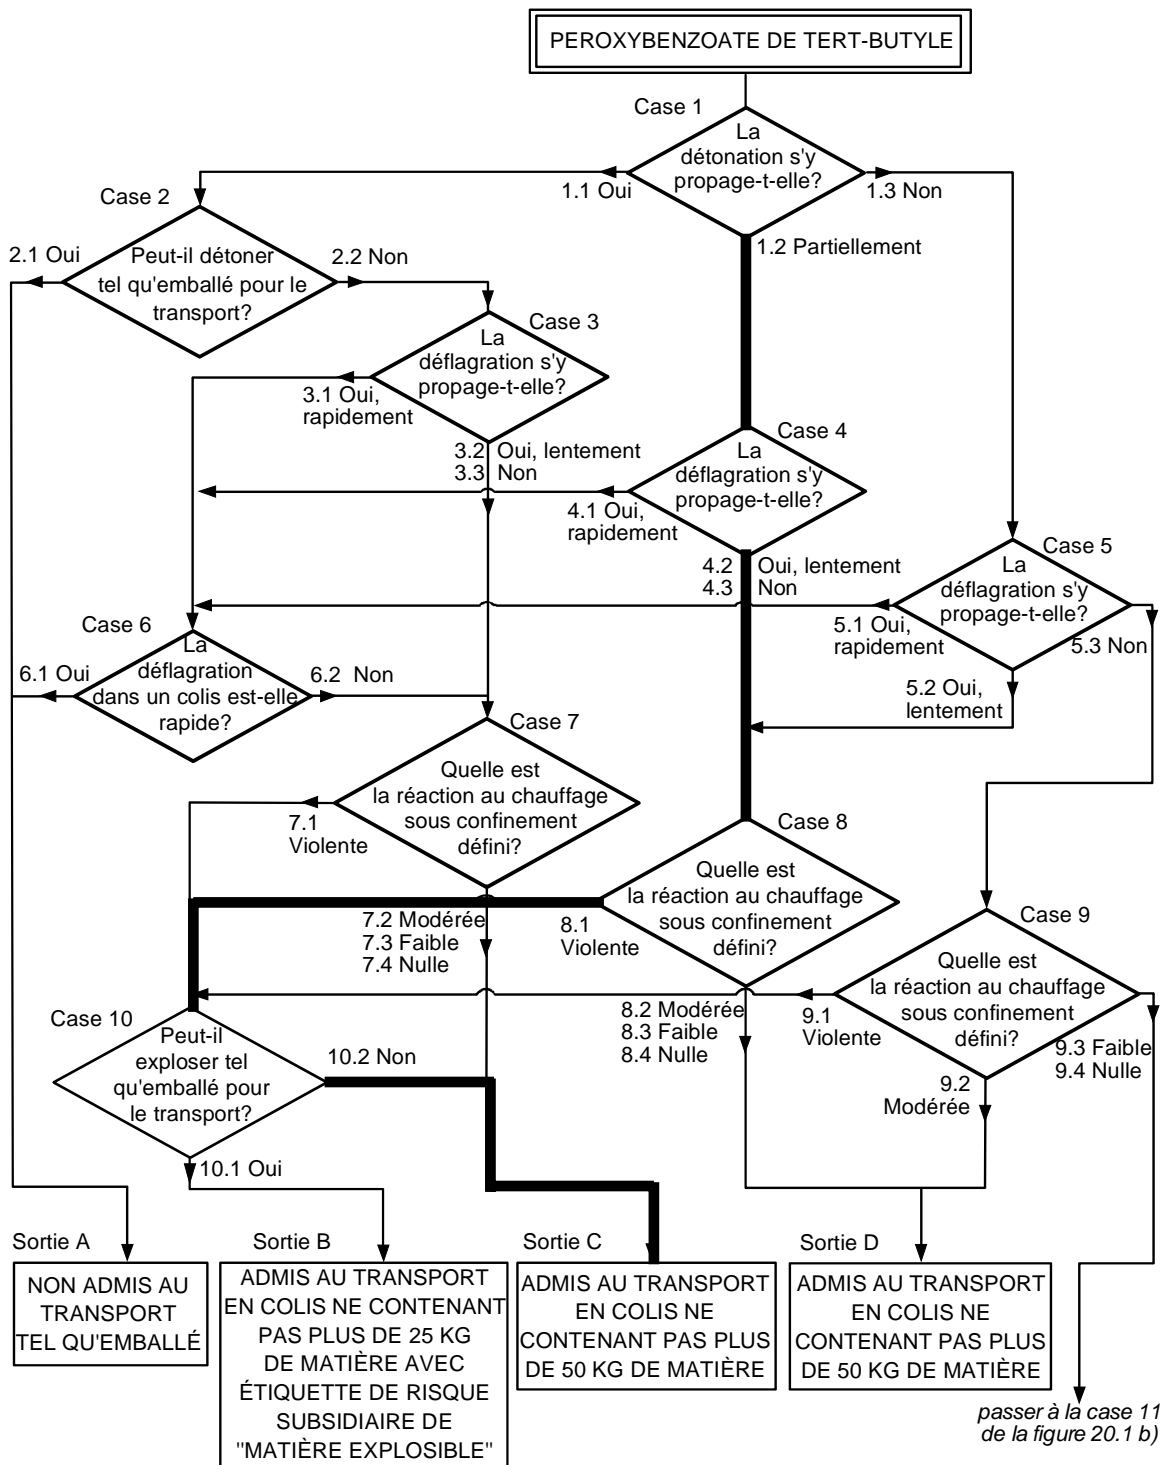 PEROXYBENZOATE DE TERT-BUTYLE
Case 1
La
détonation s'y
propage-t-elle?
1.1 Oui
1.3 Non
1.2 Partiellement
Case 2
Peut-il détoner
tel qu'emballé pour le
transport?
2.1 Oui
2.2 Non
Case 3
La
déflagration s'y
propage-t-elle?
3.1 Oui,
rapidement
3.2 Oui, lentement
3.3 Non
Case 4
La
déflagration s'y
propage-t-elle?
4.1 Oui,
rapidement
4.2 Oui, lentement
4.3 Non
Case 5
La
déflagration s'y
propage-t-elle?
5.1 Oui,
rapidement
5.3 Non
5.2 Oui,
lentement
Case 6
La
déflagration
dans un colis est-elle
rapide?
6.1 Oui
6.2 Non
Case 7
Quelle est
la réaction au chauffage
sous confinement
défini?
7.1
Violente
7.2 Modérée
7.3 Faible
7.4 Nulle
Case 8
Quelle est
la réaction au chauffage
sous confinement
défini?
8.1
Violente
8.2 Modérée
8.3 Faible
8.4 Nulle
Case 9
Quelle est
la réaction au chauffage
sous confinement
défini?
9.1
Violente
9.2
Modérée
9.3 Faible
9.4 Nulle
Case 10
Peut-il
exploser tel
qu'emballé pour
le transport?
10.2 Non
10.1 Oui
Sortie A
NON ADMIS AU
TRANSPORT
TEL QU'EMBALLÉ
Sortie B
ADMIS AU TRANSPORT
EN COLIS NE CONTENANT
PAS PLUS DE 25 KG
DE MATIÈRE AVEC
ÉTIQUETTE DE RISQUE
SUBSIDIAIRE DE
"MATIÈRE EXPLOSIBLE"
Sortie C
ADMIS AU TRANSPORT
EN COLIS NE
CONTENANT PAS PLUS
DE 50 KG DE MATIÈRE
Sortie D
ADMIS AU TRANSPORT
EN COLIS NE
CONTENANT PAS PLUS
DE 50 KG DE MATIÈRE
passer à la case 11
de la figure 20.1 b)